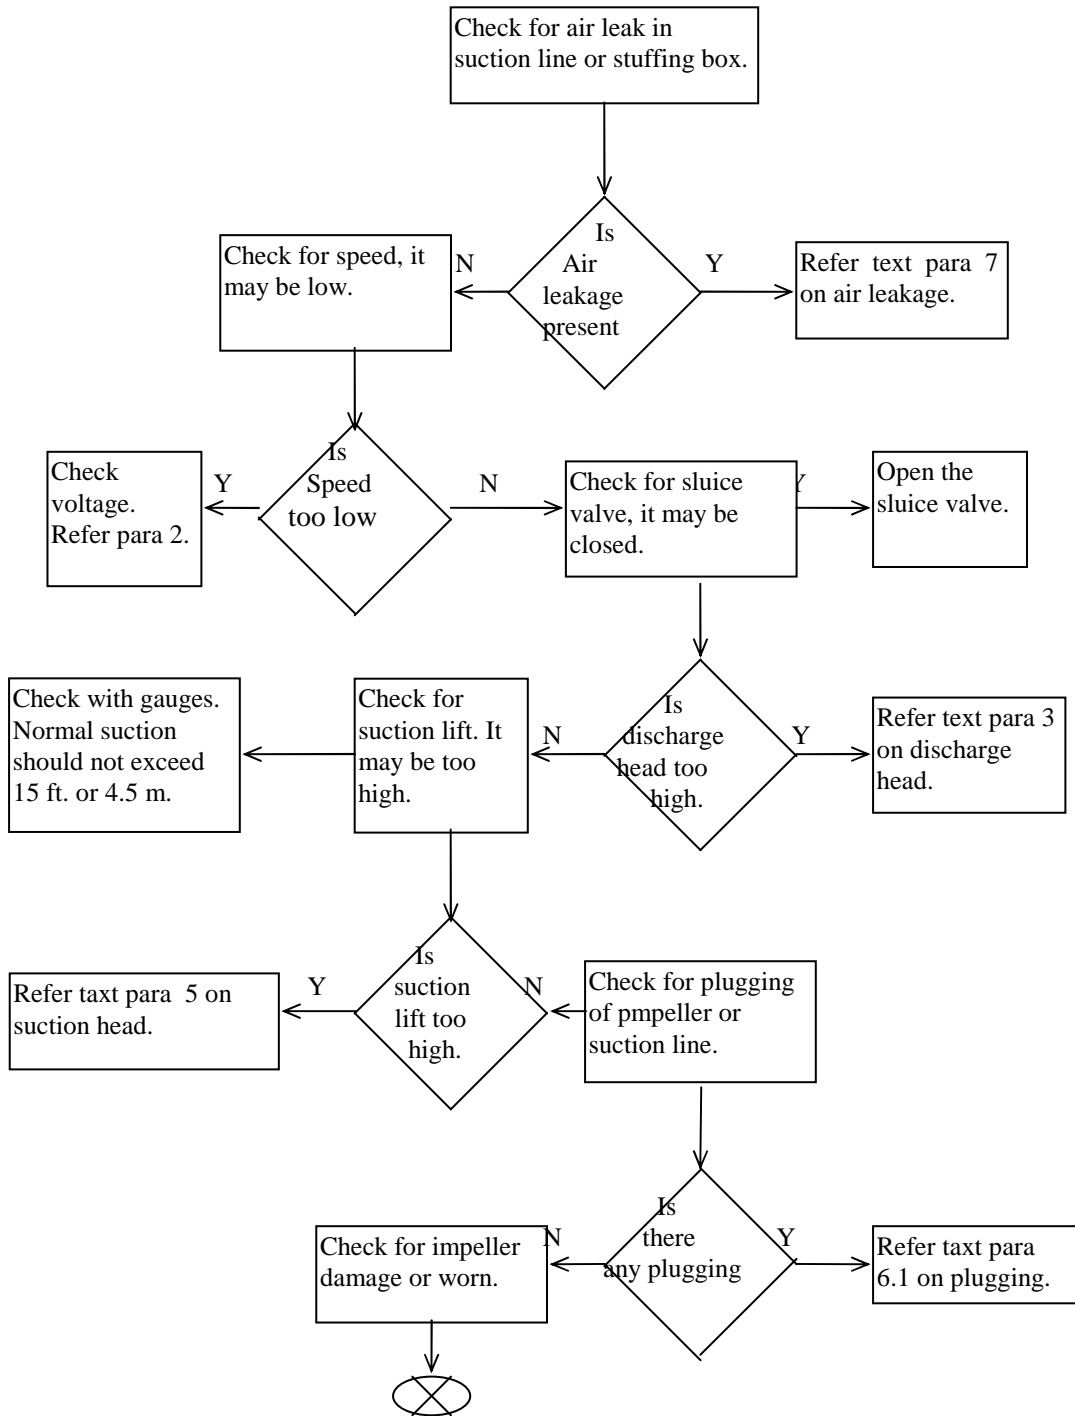 Check for air leak in
suction line or stuffing box.
Is
Air
leakage
present
N
Y
Check for speed, it
may be low.
Refer text para 7
on air leakage.
Is
Speed
too low
Y
N
Check
voltage.
Refer para 2.
Check for sluice
valve, it may be
closed.
Y
Open the
sluice valve.
Is
discharge
head too
high.
N
Y
Check with gauges.
Normal suction
should not exceed
15 ft. or 4.5 m.
Check for
suction lift. It
may be too
high.
Refer text para 3
on discharge
head.
Is
suction
lift too
high.
Y
N
Refer taxt para 5 on
suction head.
Check for plugging
of pmpeller or
suction line.
Is
there
any plugging
N
Y
Check for impeller
damage or worn.
Refer taxt para
6.1 on plugging.